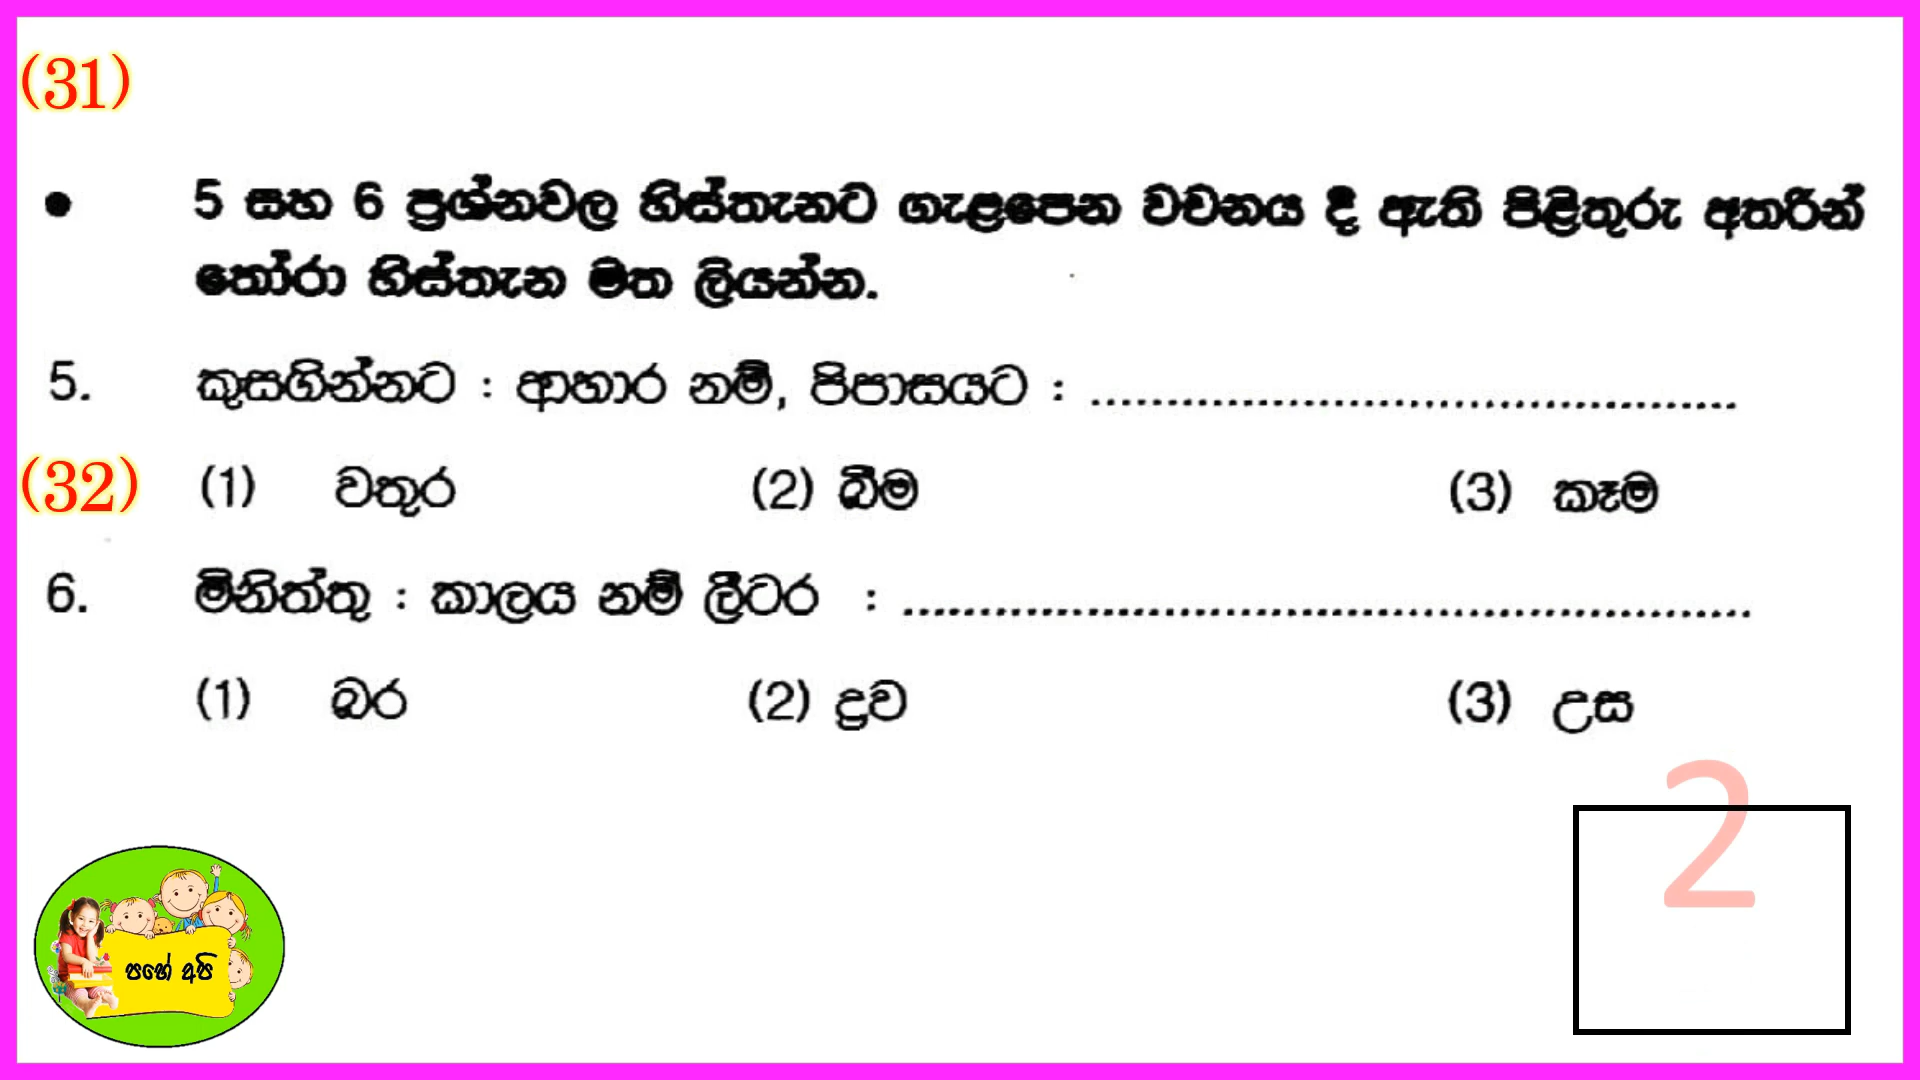 (31)
● 5 සහ 6 ප්‍රශ්නවල හිස්තැනට ගැළපෙන වචනය දී ඇති පිළිතුරු අතරින්
තෝරා හිස්තැන මත ලියන්න.
5. කුසගින්නට : ආහාර නම්, පිපාසයට : ..........................................
(32) (1) වතුර (2) බීම (3) කෑම
6. මිනිත්තු : කාලය නම් ලීටර : ........................................................
(1) බර (2) ද්‍රව (3) උස
2
පහේ අපි